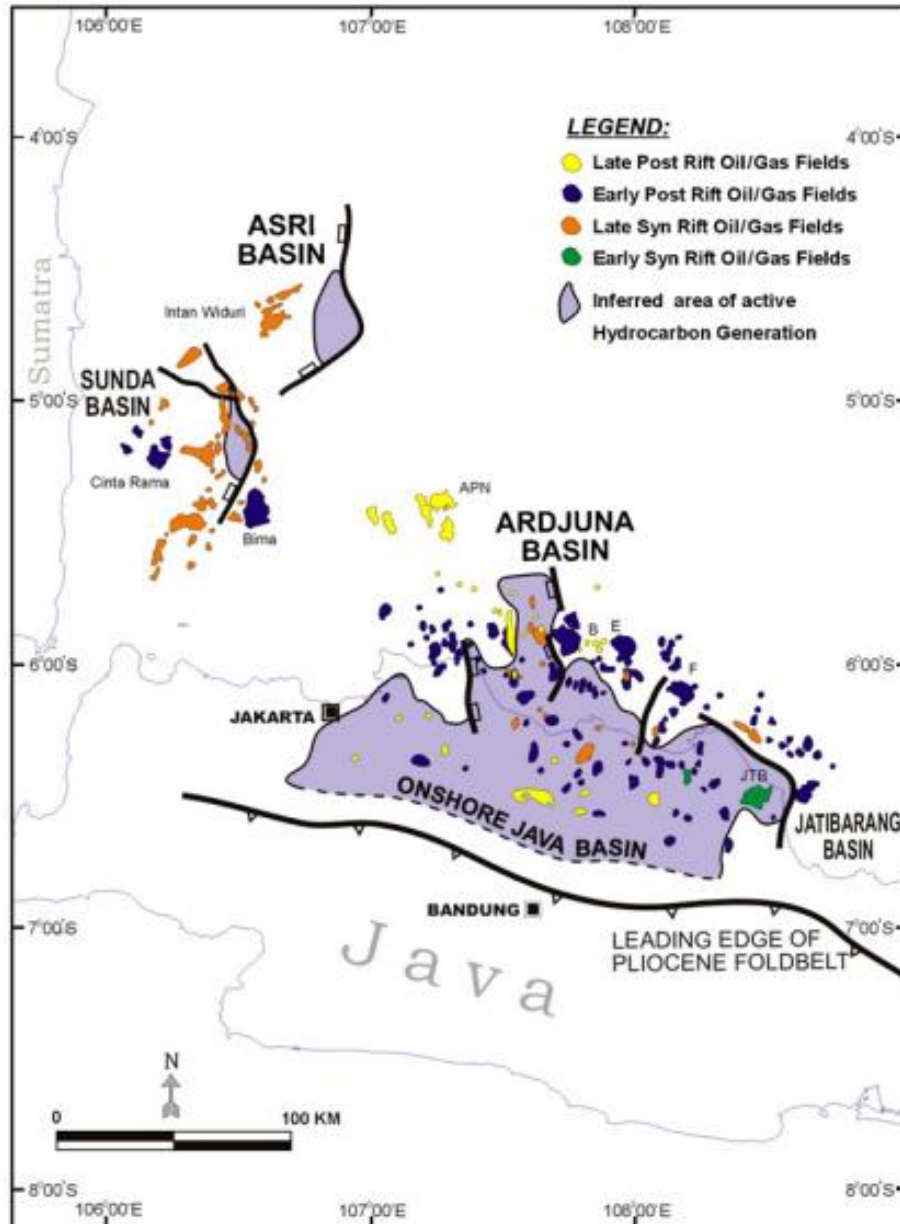 106°00'E 107°00'E 108°00'E
4°00'S 4°00'S
LEGEND:
Late Post Rift Oil/Gas Fields
Early Post Rift Oil/Gas Fields
Late Syn Rift Oil/Gas Fields
Early Syn Rift Oil/Gas Fields
Inferred area of active
Hydrocarbon Generation
ASRI
BASIN
Intan Widuri
Sumatra
SUNDA
BASIN
5°00'S 5°00'S
Cinta Rama
Bima
APN
ARDJUNA
BASIN
B E
F
6°00'S 6°00'S
JAKARTA
JTB
ONSHORE JAVA BASIN
JATIBARANG
BASIN
BANDUNG
7°00'S 7°00'S
LEADING EDGE OF
PLIOCENE FOLDBELT
Java
N
0 100 KM
8°00'S 8°00'S
106°00'E 107°00'E 108°00'E